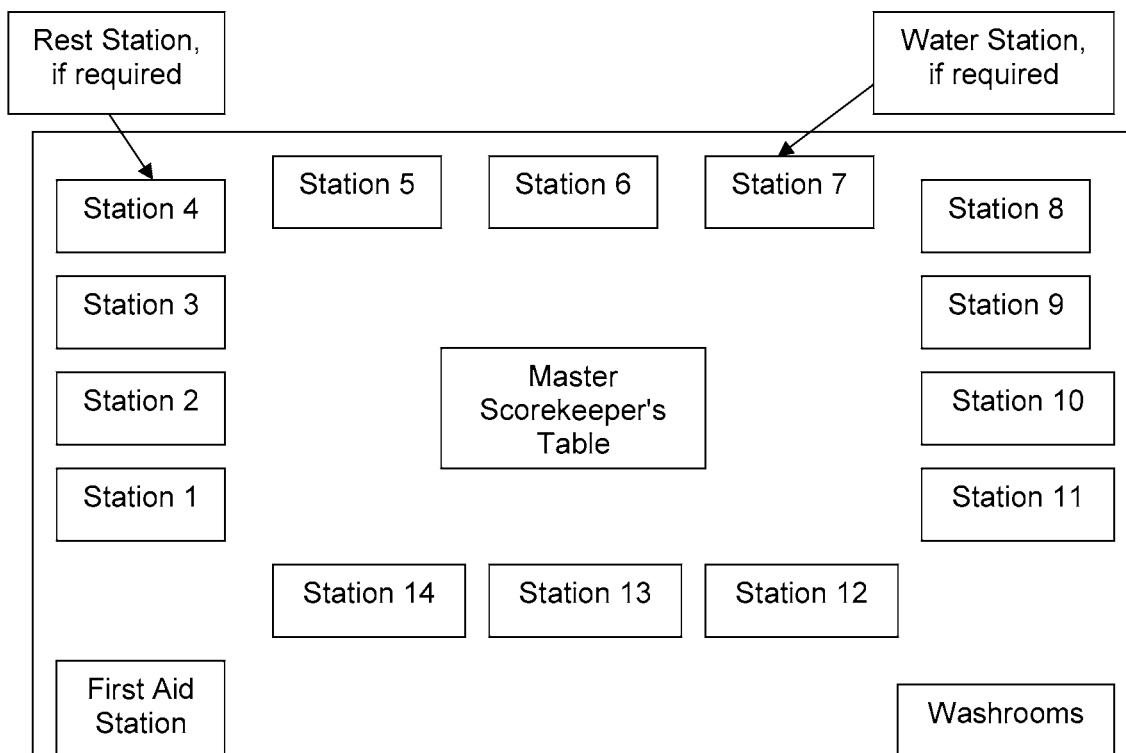 Rest Station,
if required
Water Station,
if required
Station 5
Station 6
Station 7
Station 4
Station 8
Station 3
Station 9
Master
Scorekeeper's
Table
Station 2
Station 10
Station 1
Station 11
Station 14
Station 13
Station 12
First Aid
Station
Washrooms